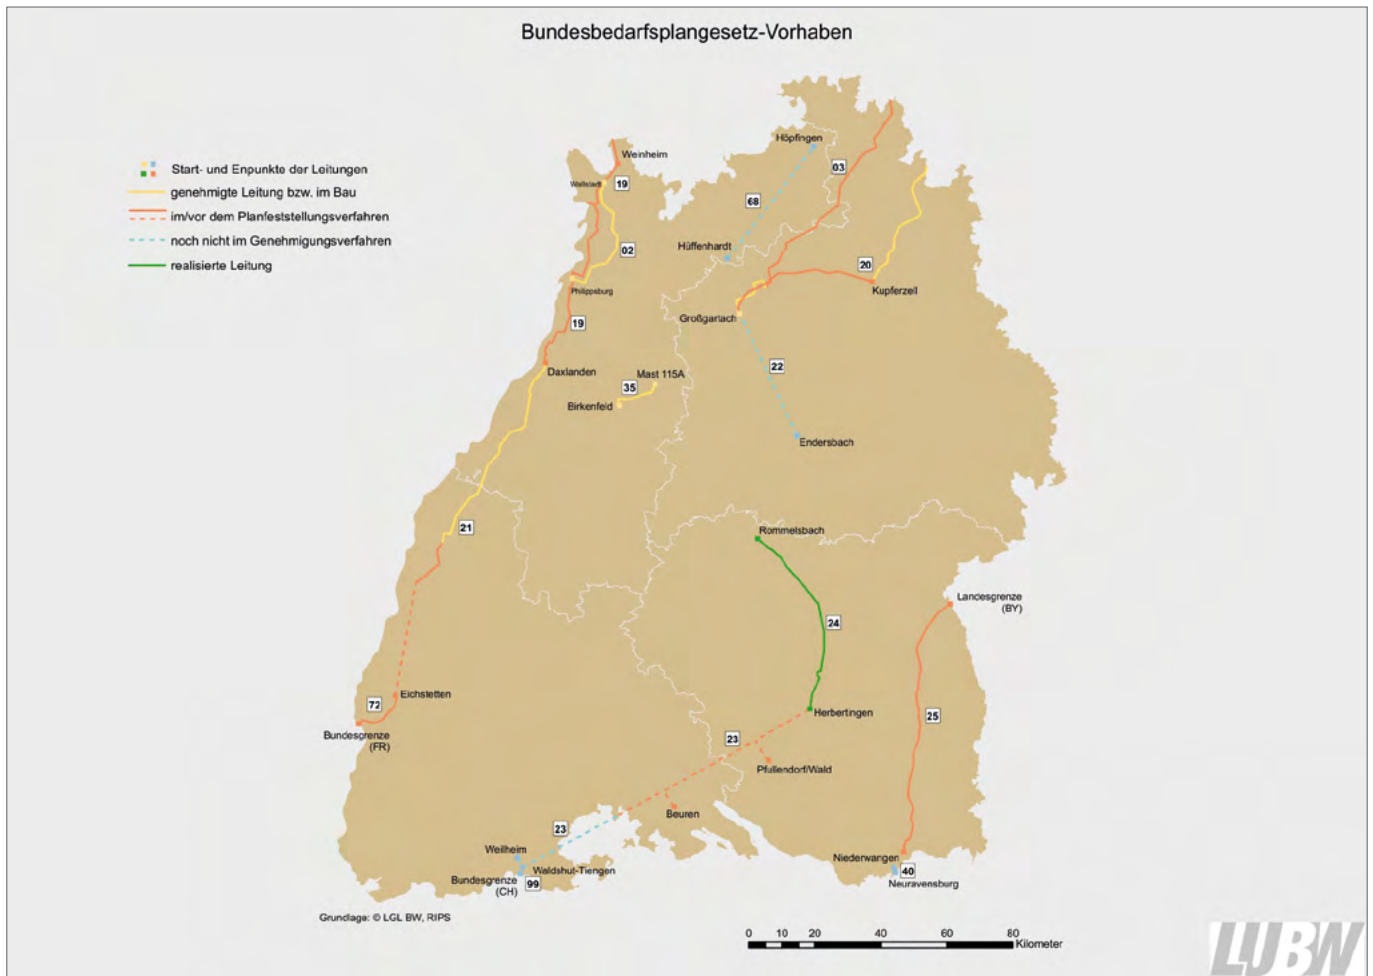 Bundesbedarfsplangesetz-Vorhaben
Start- und Enpunkte der Leitungen
genehmigte Leitung bzw. im Bau
im/vor dem Planfeststellungsverfahren
noch nicht im Genehmigungsverfahren
realisierte Leitung
Höpfingen
Weinheim
03
Wallstadt
19
68
Hüffenhardt
02
20
Philippsburg
Kupferzell
Großgartach
19
22
Daxlanden
Mast 115A
35
Birkenfeld
Endersbach
21
Rommelsbach
Landesgrenze
(BY)
24
Eichstetten
72
Herbertingen
25
Bundesgrenze
(FR)
23
Pfullendorf/Wald
Beuren
23
Weilheim
Niederwangen
Waldshut-Tiengen
40
Bundesgrenze
(CH)
99
Neuravensburg
Grundlage: © LGL BW, RIPS
0 10 20 40 60 80
Kilometer
LUBW